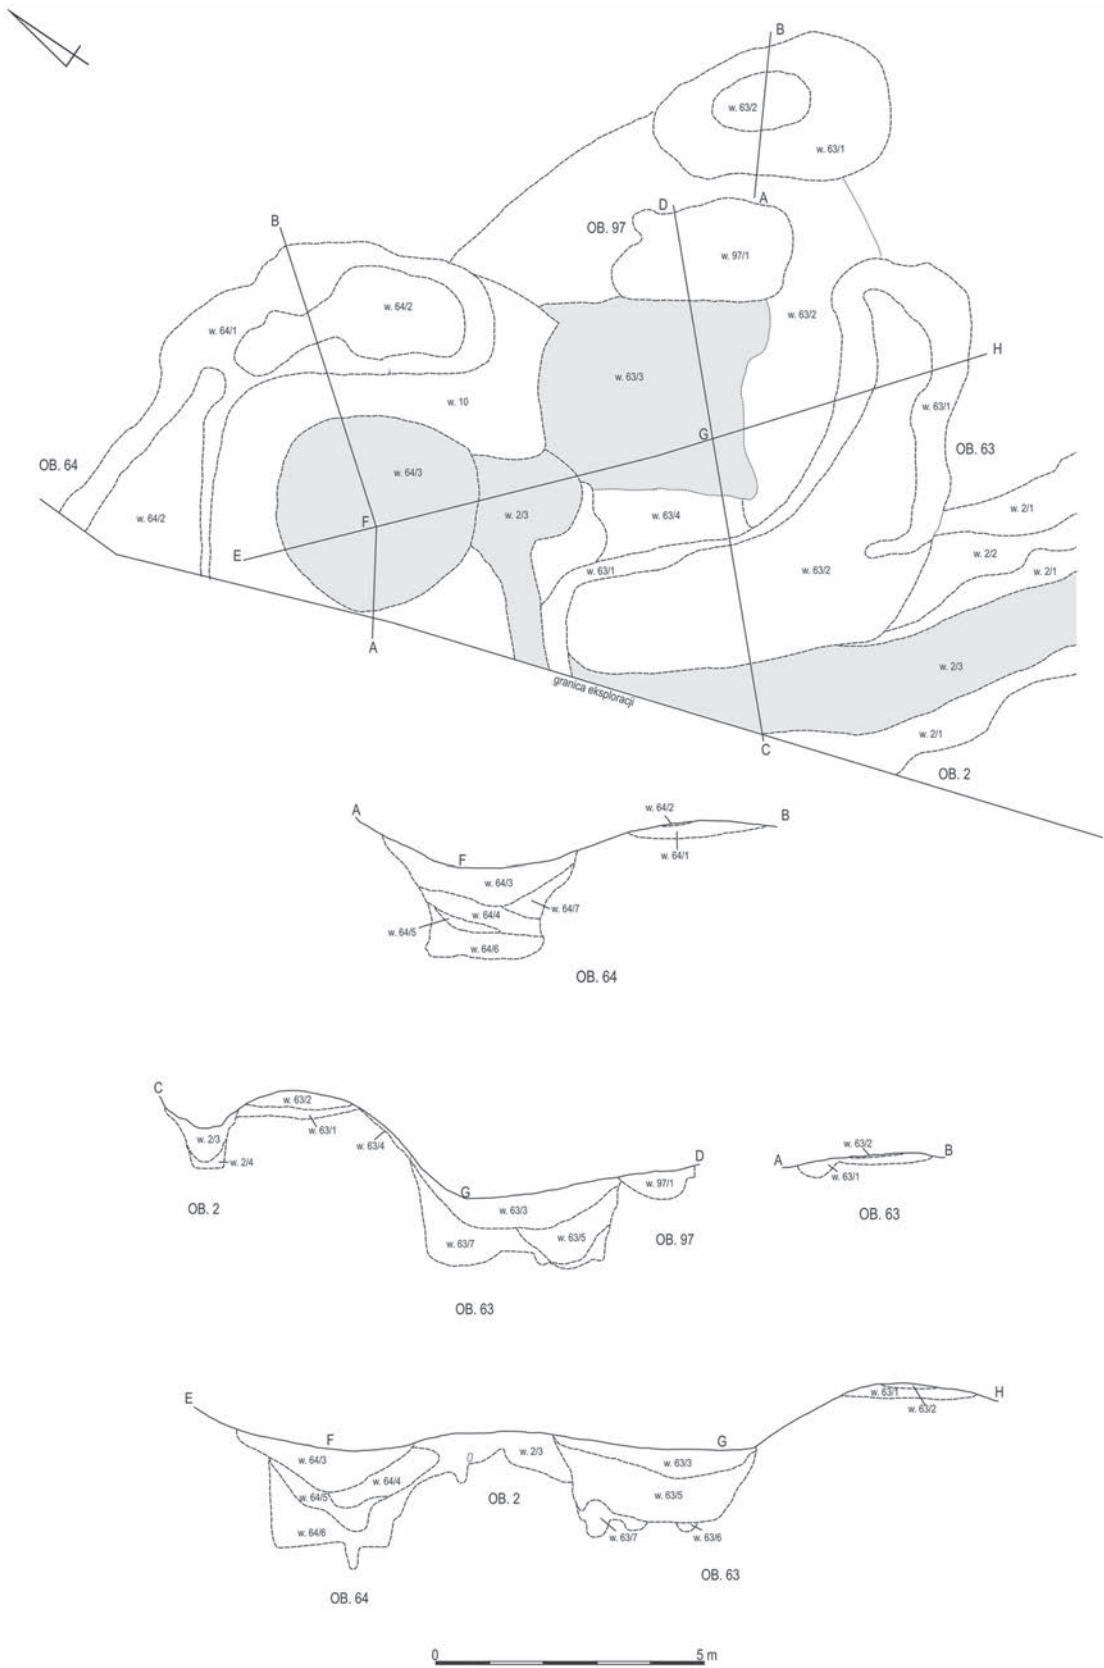 B
w. 63/2
w. 63/1
A
D
OB. 97
B
w. 97/1
w. 64/2
w. 64/1
w. 63/2
H
w. 63/3
w. 10
w. 63/1
G
OB. 63
OB. 64
w. 64/3
w. 2/1
w. 64/2
w. 2/3
w. 63/4
F
E
w. 2/2
w. 63/1
w. 63/2
w. 2/1
A
w. 2/3
granica eksploracji
w. 2/1
C
OB. 2
A
w. 64/2
B
F
w. 64/1
w. 64/3
w. 64/7
w. 64/4
w. 64/5
w. 64/6
OB. 64
C
w. 63/2
w. 63/1
w. 2/3
w. 63/4
w. 2/4
D
w. 63/2
A
B
w. 97/1
w. 63/1
G
OB. 2
w. 63/3
OB. 63
w. 63/7
w. 63/5
OB. 97
OB. 63
E
w. 63/1
H
w. 63/2
F
G
w. 64/3
w. 2/3
w. 63/3
w. 64/4
w. 64/5
OB. 2
w. 63/5
w. 64/6
w. 63/7
w. 63/6
OB. 63
OB. 64
0
5 m